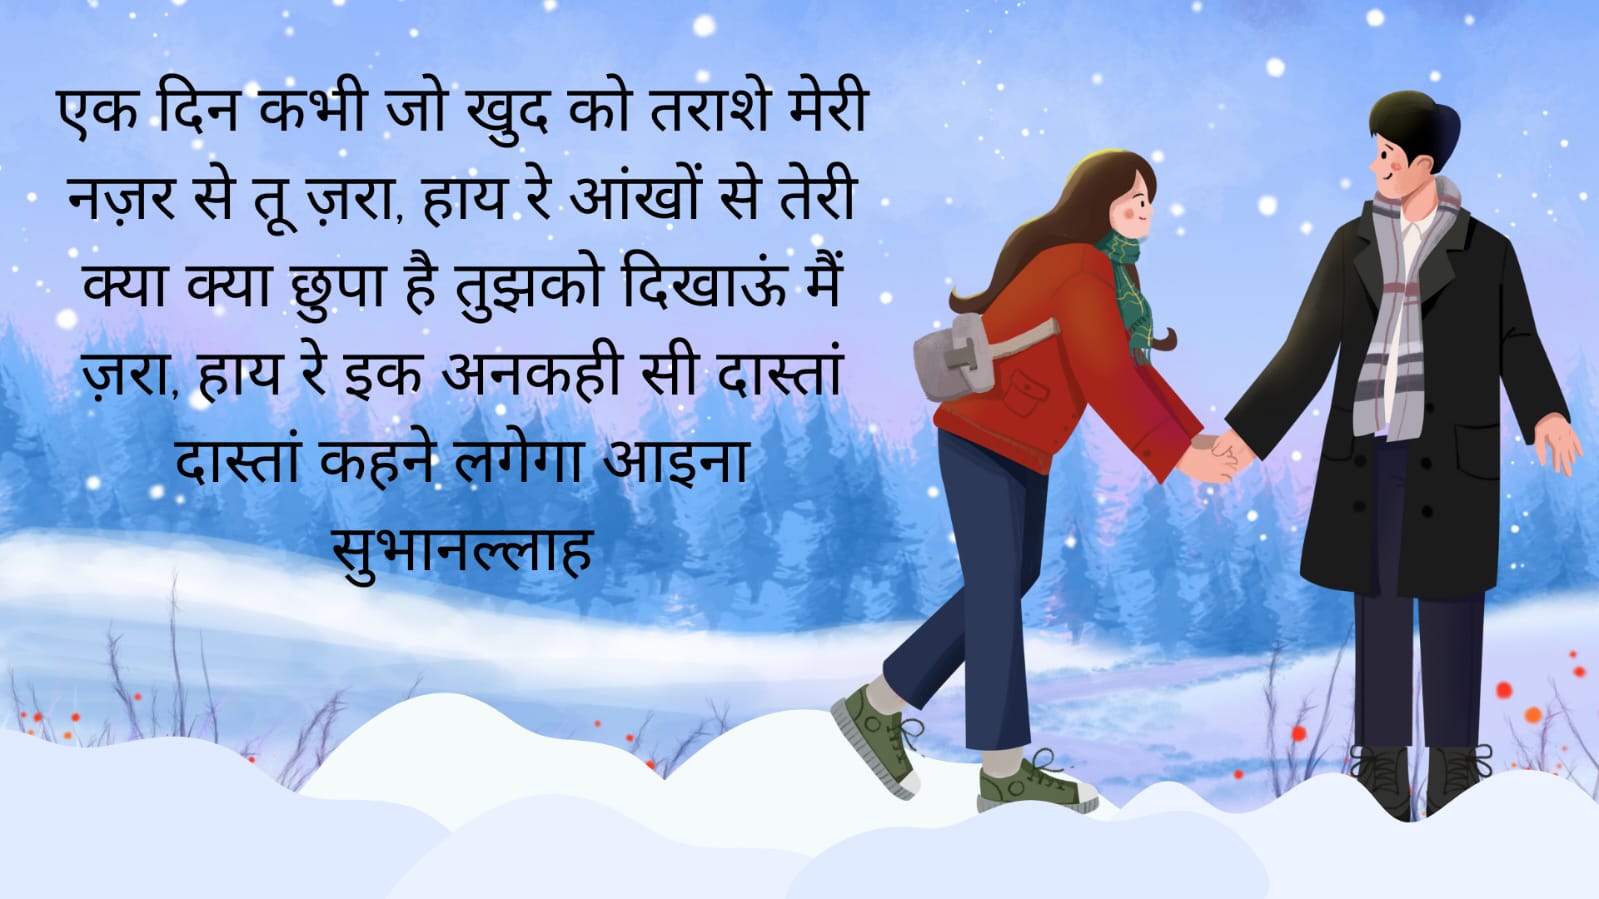 एक दिन कभी जो खुद को तराशे मेरी
नज़र से तू ज़रा, हाय रे आंखों से तेरी
क्या क्या छुपा है तुझको दिखाऊं मैं
ज़रा, हाय रे इक अनकही सी दास्तां
दास्तां कहने लगेगा आइना
सुभानल्लाह